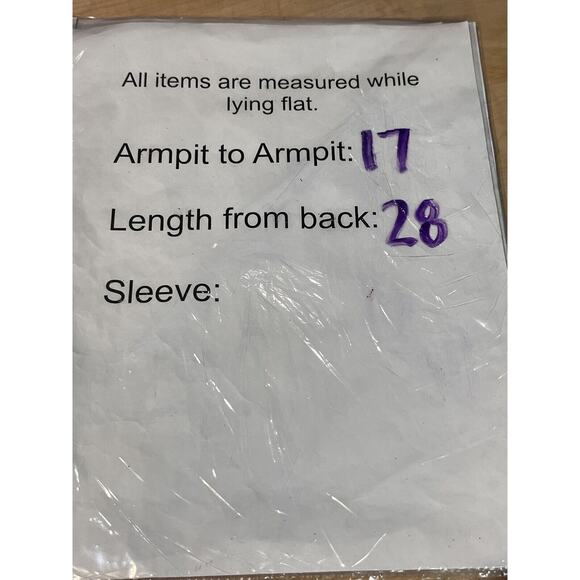 All items are measured while
lying flat.
Armpit to Armpit: 17
Length from back: 28
Sleeve: